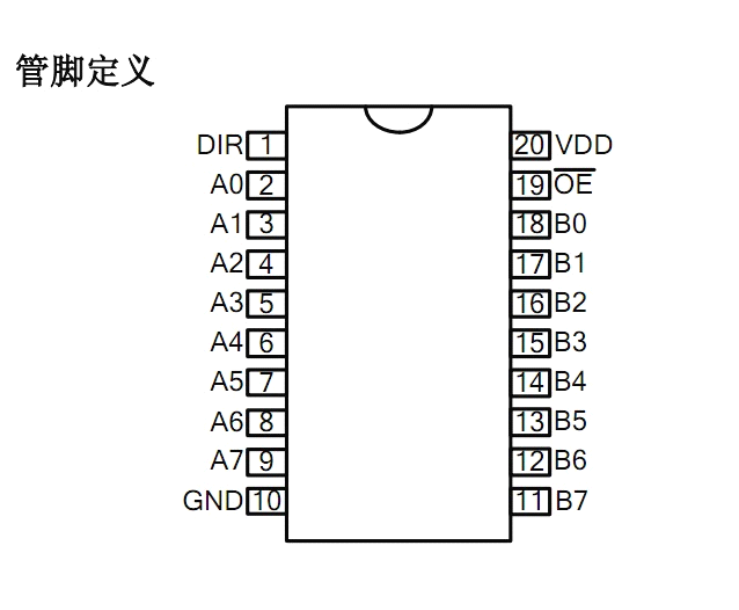 管脚定义
DIR 1 20 VDD
A0 2 19 O̅E̅
A1 3 18 B0
A2 4 17 B1
A3 5 16 B2
A4 6 15 B3
A5 7 14 B4
A6 8 13 B5
A7 9 12 B6
GND 10 11 B7